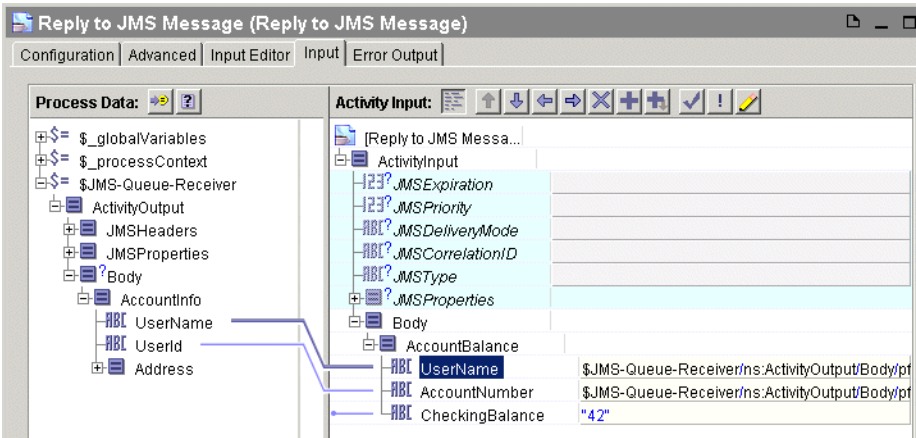 Reply to JMS Message (Reply to JMS Message)
Configuration Advanced Input Editor Input Error Output
Process Data:
$_globalVariables
$_processContext
$JMS-Queue-Receiver
ActivityOutput
JMSHeaders
JMSProperties
Body
AccountInfo
UserName
UserId
Address
Activity Input:
[Reply to JMS Messa...
ActivityInput
JMSExpiration
JMSPriority
JMSDeliveryMode
JMSCorrelationID
JMSType
JMSProperties
Body
AccountBalance
UserName $JMS-Queue-Receiver/ns:ActivityOutput/Body/pf
AccountNumber $JMS-Queue-Receiver/ns:ActivityOutput/Body/pf
CheckingBalance "42"